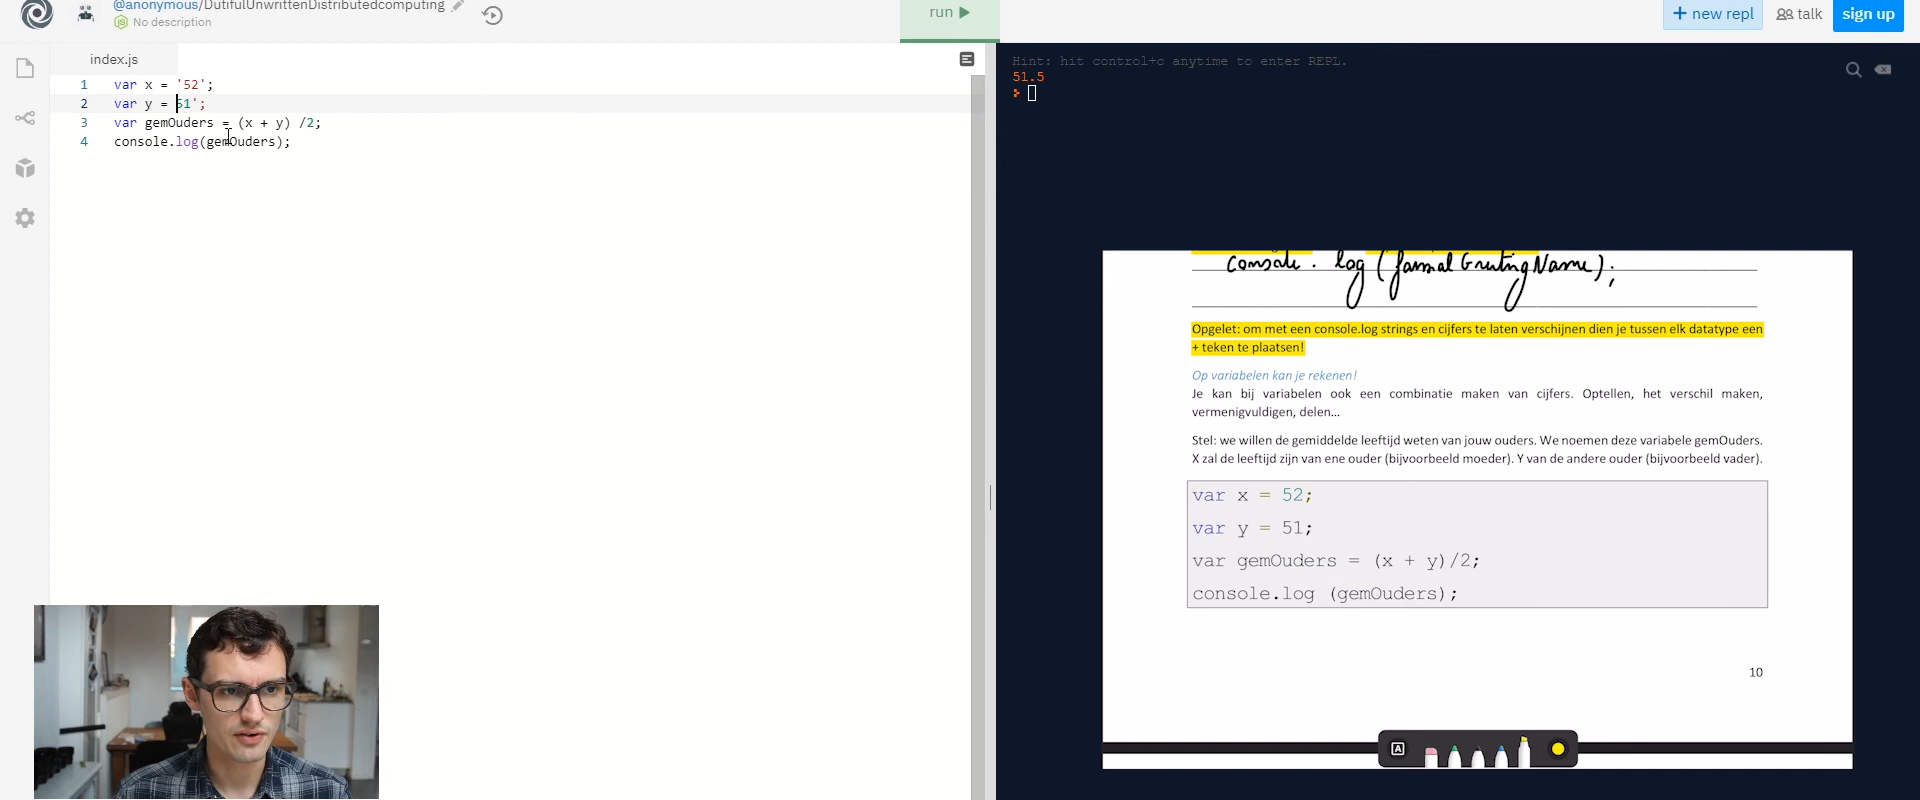 @anonymous/DutifulUnwrittenDistributedcomputing
No description
run
+ new repl
talk
sign up
index.js
1 var x = '52';
2 var y = 51';
3 var gemOuders = (x + y) /2;
4 console.log(gemOuders);
Hint: hit control+c anytime to enter REPL.
51.5
console.log (formalGreetingName);
Opgelet: om met een console.log strings en cijfers te laten verschijnen dien je tussen elk datatype een
+ teken te plaatsen!
Op variabelen kan je rekenen!
Je kan bij variabelen ook een combinatie maken van cijfers. Optellen, het verschil maken,
vermenigvuldigen, delen...
Stel: we willen de gemiddelde leeftijd weten van jouw ouders. We noemen deze variabele gemOuders.
X zal de leeftijd zijn van ene ouder (bijvoorbeeld moeder). Y van de andere ouder (bijvoorbeeld vader).
var x = 52;
var y = 51;
var gemOuders = (x + y)/2;
console.log (gemOuders);
10
A